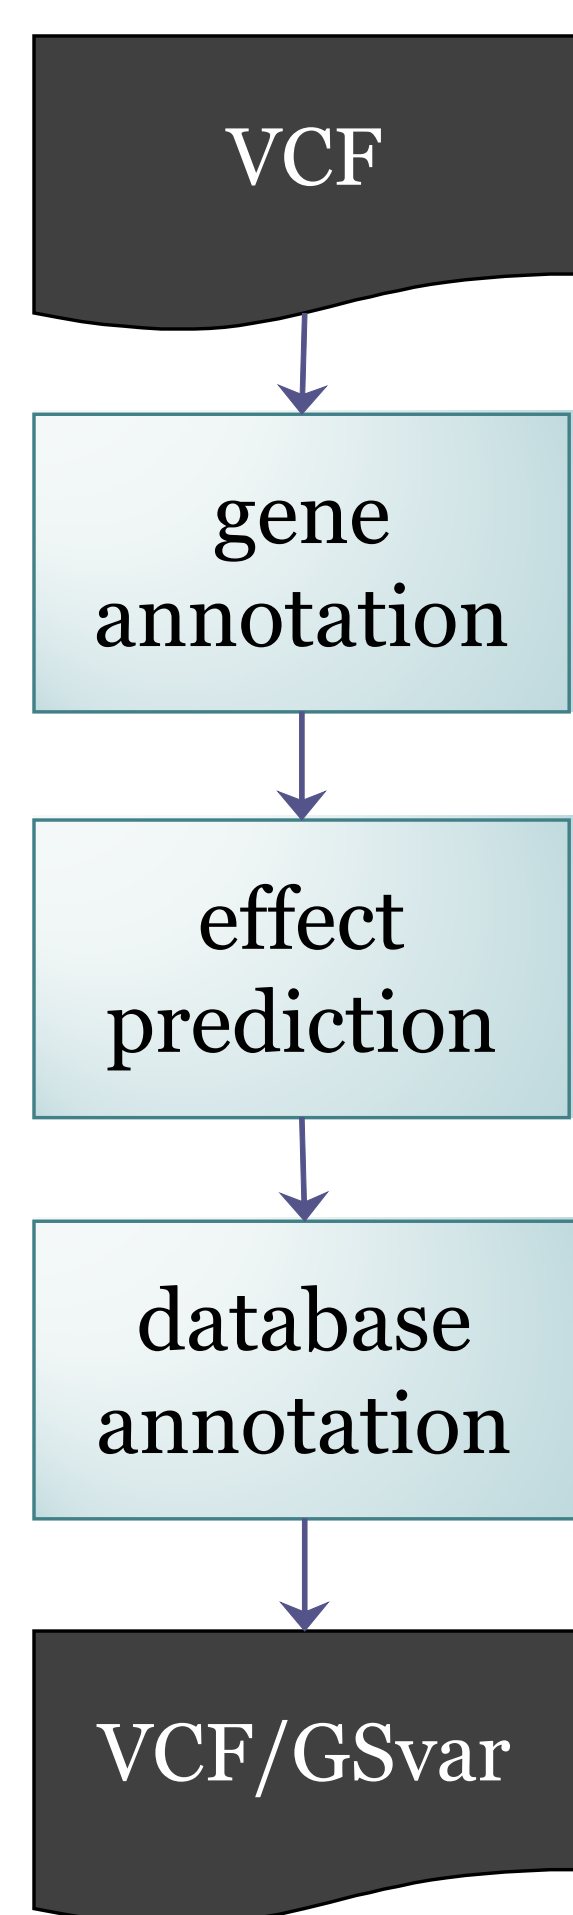 VCF
gene
annotation
effect
prediction
database
annotation
VCF/GSvar